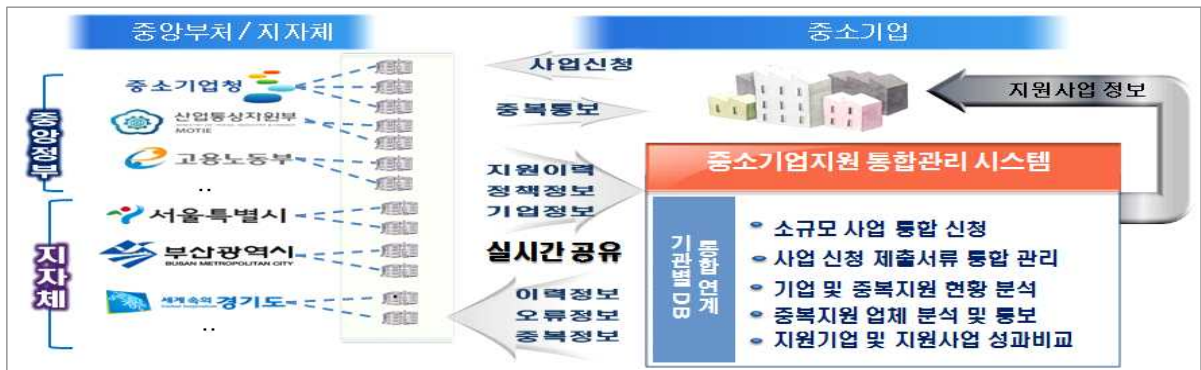 중앙부처 / 지자체
중소기업
중앙정부
중소기업청
산업통상자원부
MOTIE
고용노동부
..
지자체
서울특별시
부산광역시
BUSAN METROPOLITAN CITY
세계속의 경기도
..
사업신청
중복통보
지원이력
정책정보
기업정보
실시간 공유
이력정보
오류정보
중복정보
지원사업 정보
중소기업지원 통합관리 시스템
기관별 DB
통합 연계
소규모 사업 통합 신청
사업 신청 제출서류 통합 관리
기업 및 중복지원 현황 분석
중복지원 업체 분석 및 통보
지원기업 및 지원사업 성과비교